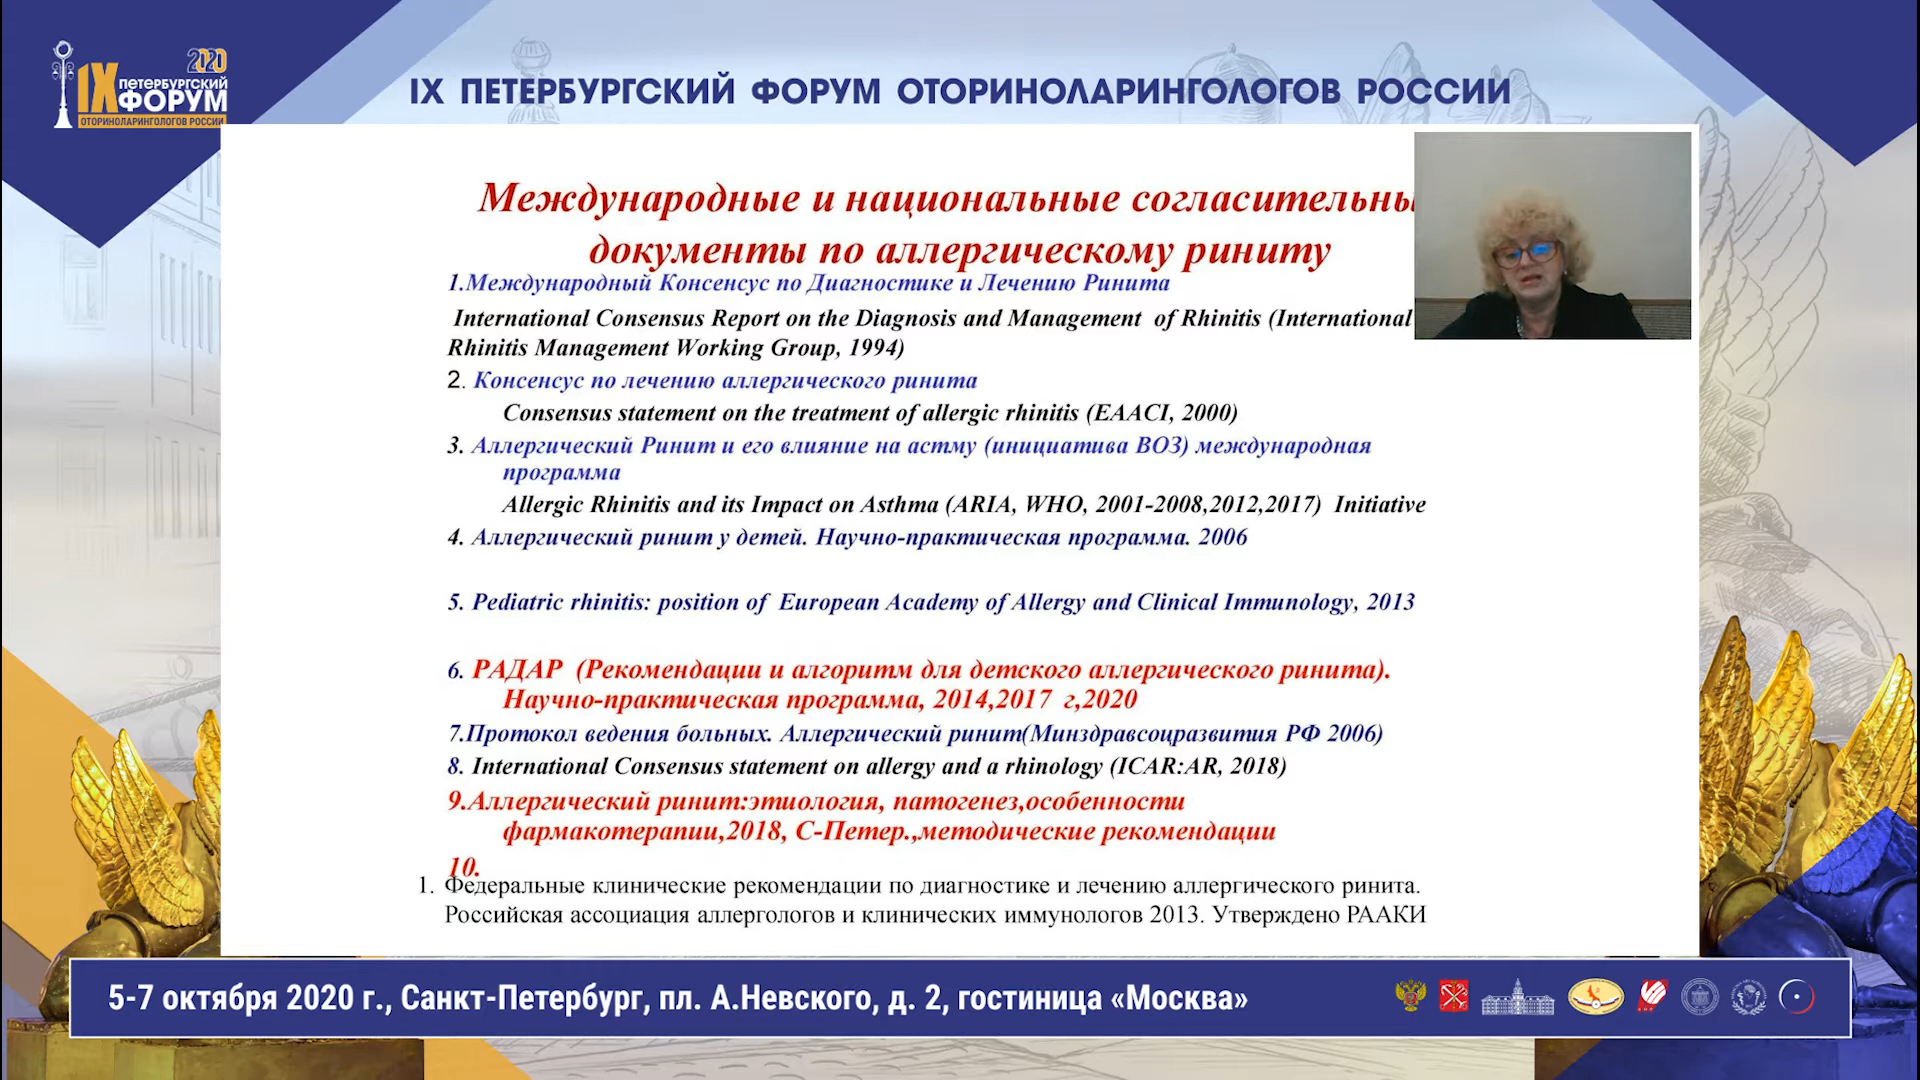 2020
IX ПЕТЕРБУРГСКИЙ
ФОРУМ
ОТОРИНОЛАРИНГОЛОГОВ РОССИИ
IX ПЕТЕРБУРГСКИЙ ФОРУМ ОТОРИНОЛАРИНГОЛОГОВ РОССИИ
Международные и национальные согласительны
документы по аллергическому риниту
1.Международный Консенсус по Диагностике и Лечению Ринита
International Consensus Report on the Diagnosis and Management of Rhinitis (International
Rhinitis Management Working Group, 1994)
2. Консенсус по лечению аллергического ринита
Consensus statement on the treatment of allergic rhinitis (EAACI, 2000)
3. Аллергический Ринит и его влияние на астму (инициатива ВОЗ) международная
программа
Allergic Rhinitis and its Impact on Asthma (ARIA, WHO, 2001-2008,2012,2017) Initiative
4. Аллергический ринит у детей. Научно-практическая программа. 2006
5. Pediatric rhinitis: position of European Academy of Allergy and Clinical Immunology, 2013
6. РАДАР (Рекомендации и алгоритм для детского аллергического ринита).
Научно-практическая программа, 2014,2017 г,2020
7.Протокол ведения больных. Аллергический ринит(Минздравсоцразвития РФ 2006)
8. International Consensus statement on allergy and a rhinology (ICAR:AR, 2018)
9.Аллергический ринит:этиология, патогенез,особенности
фармакотерапии,2018, С-Петер.,методические рекомендации
10.
1. Федеральные клинические рекомендации по диагностике и лечению аллергического ринита.
Российская ассоциация аллергологов и клинических иммунологов 2013. Утверждено РААКИ
5-7 октября 2020 г., Санкт-Петербург, пл. А.Невского, д. 2, гостиница «Москва»